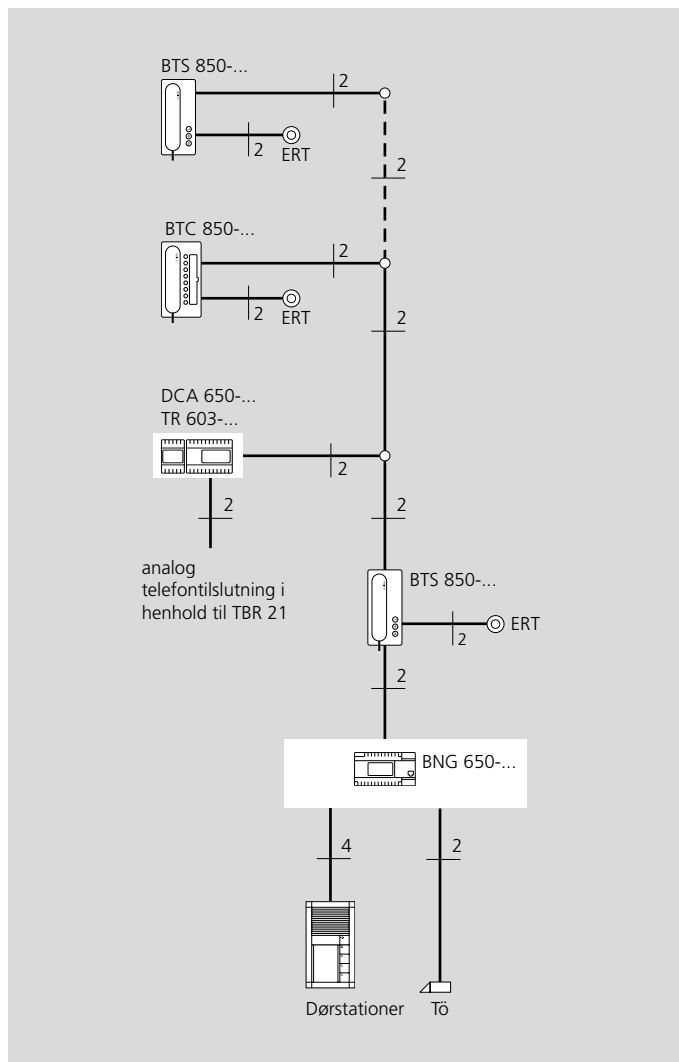 BTS 850-...
2
2
ERT
2
BTC 850-...
2
2
ERT
2
DCA 650-...
TR 603-...
2
2
2
analog
telefontilslutning i
henhold til TBR 21
BTS 850-...
2
ERT
2
BNG 650-...
4
2
Dørstationer
Tö